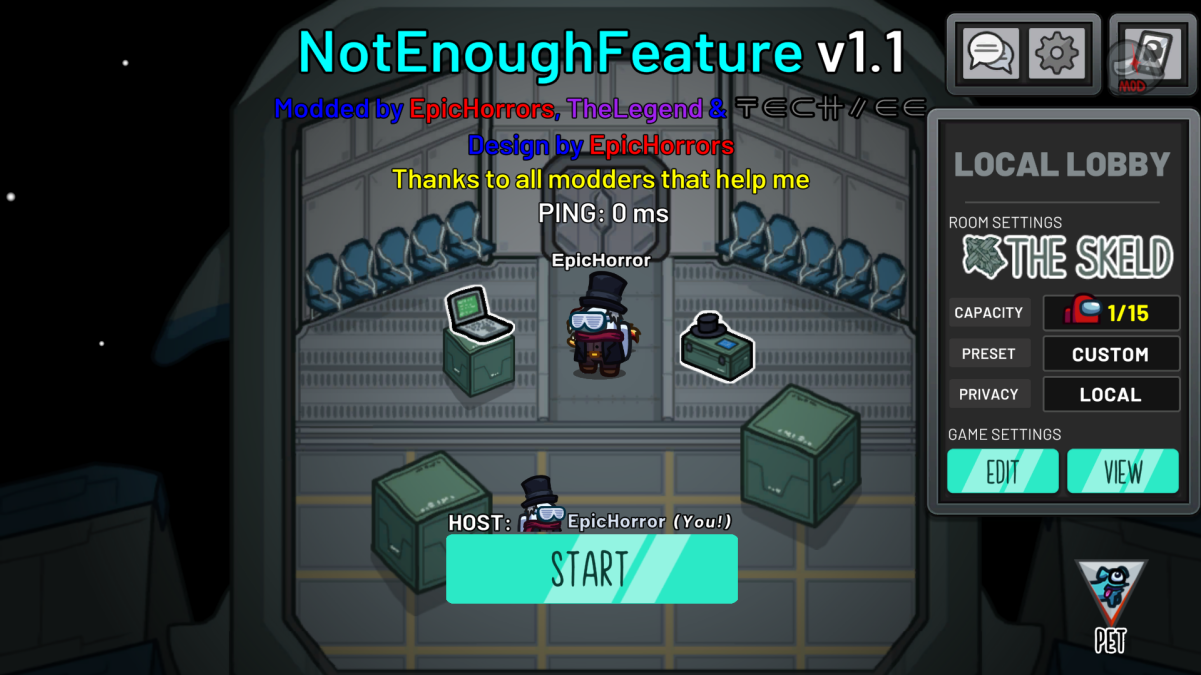 NotEnoughFeature v1.1
Modded by EpicHorrors, TheLegend &
Design by EpicHorrors
Thanks to all modders that help me
PING: 0 ms
EpicHorror
HOST: EpicHorror (You!)
START
MOD
LOCAL LOBBY
ROOM SETTINGS
THE SKELD
CAPACITY 1/15
PRESET CUSTOM
PRIVACY LOCAL
GAME SETTINGS
EDIT VIEW
PET